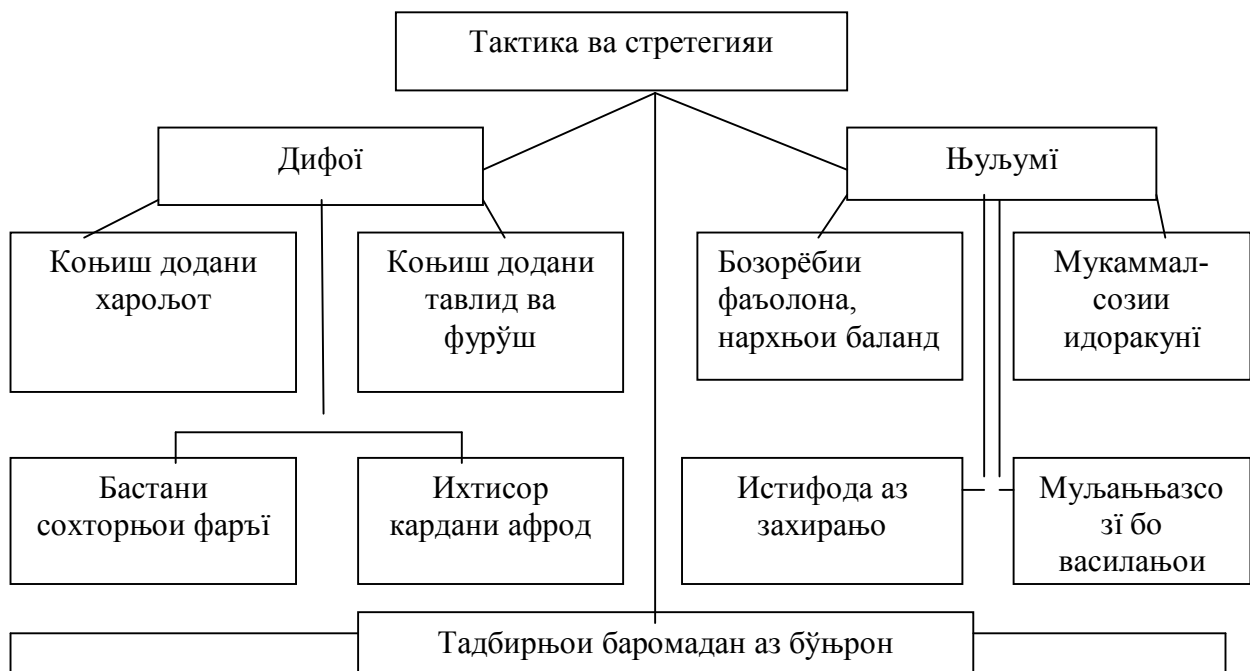 Тактика ва стретегияи
Дифої
Њуљумї
Коњиш додани
харољот
Коњиш додани
тавлид ва
фурўш
Бозорёбии
фаъолона,
нархњои баланд
Мукаммал-
созии
идоракунї
Бастани
сохторњои фаръї
Ихтисор
кардани афрод
Истифода аз
захирањо
Муљањњазсо
зї бо
василањои
Тадбирњои баромадан аз бўњрон